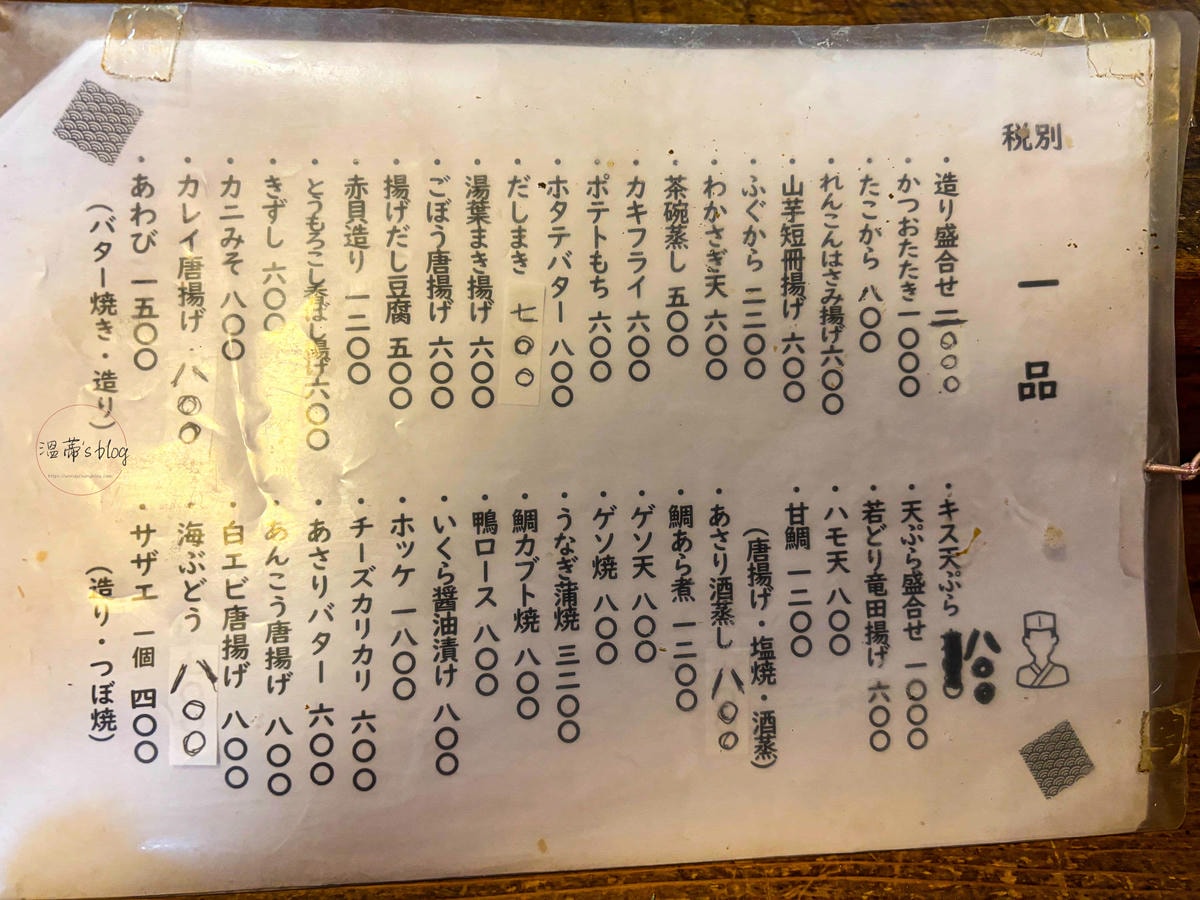 税別
一品
・造り盛合せ 二〇〇〇
・かつおたたき 一〇〇〇
・たこがら 八〇〇
・れんこんはさみ揚げ 六〇〇
・山芋短冊揚げ 六〇〇
・ふぐから 二二〇〇
・わかさぎ天 六〇〇
・茶碗蒸し 五〇〇
・カキフライ 六〇〇
・ポテトもち 六〇〇
・ホタテバター 八〇〇
・だしまき 七〇〇
・湯葉まき揚げ 六〇〇
・ごぼう唐揚げ 六〇〇
・揚げだし豆腐 五〇〇
・赤貝造り 一二〇〇
・とうもろこし香ばし揚げ 六〇〇
・きずし 六〇〇
・カニみそ 八〇〇
・カレイ唐揚げ 八〇〇
・あわび 一五〇〇
(バター焼き・造り)
・キス天ぷら 八〇〇
・天ぷら盛合せ 一〇〇〇
・若どり竜田揚げ 六〇〇
・ハモ天 八〇〇
・甘鯛 一二〇〇
(唐揚げ・塩焼・酒蒸)
・あさり酒蒸し 八〇〇
・鯛あら煮 一二〇〇
・ゲソ天 八〇〇
・ゲソ焼 八〇〇
・うなぎ蒲焼 三二〇〇
・鯛カブト焼 八〇〇
・鴨ロース 八〇〇
・いくら醤油漬け 八〇〇
・ホッケ 一八〇〇
・チーズカリカリ 六〇〇
・あさりバター 六〇〇
・あんこう唐揚げ 八〇〇
・白エビ唐揚げ 八〇〇
・海ぶどう 八〇〇
・サザエ 一個 四〇〇
(造り・つぼ焼)
溫蒂's blog